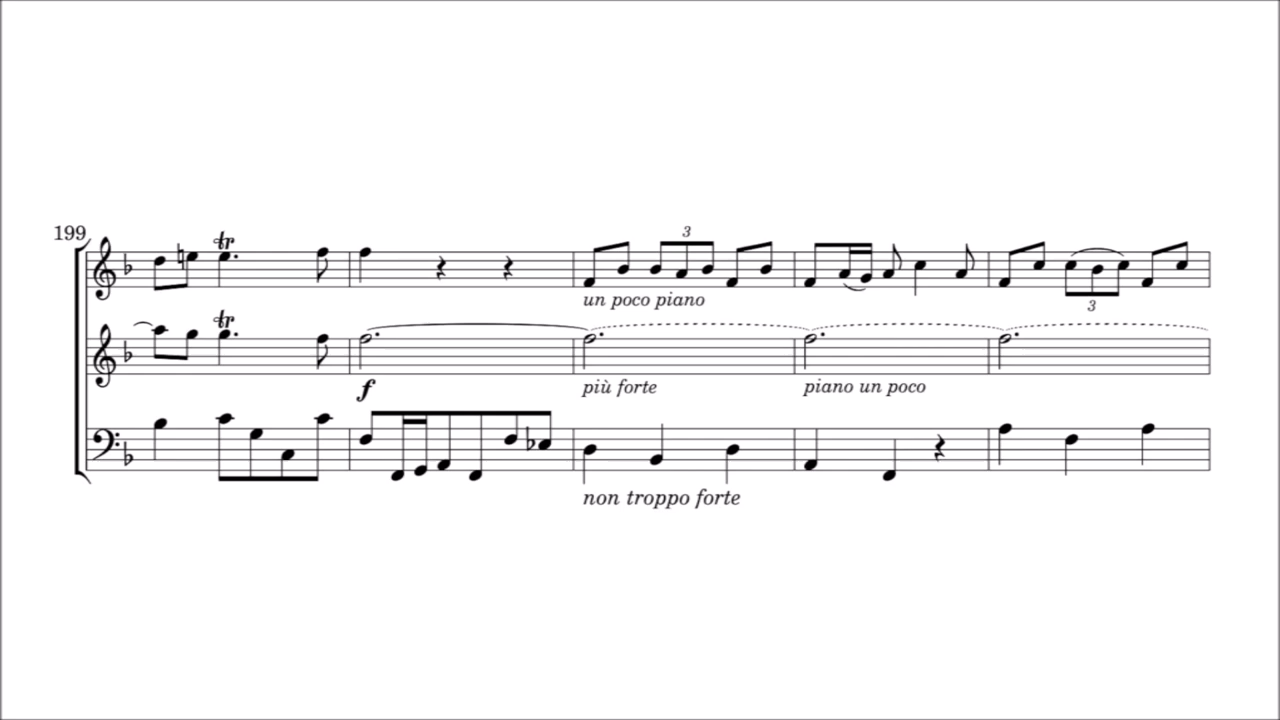 199
tr
3
un poco piano
3
tr
f
più forte
piano un poco
non troppo forte